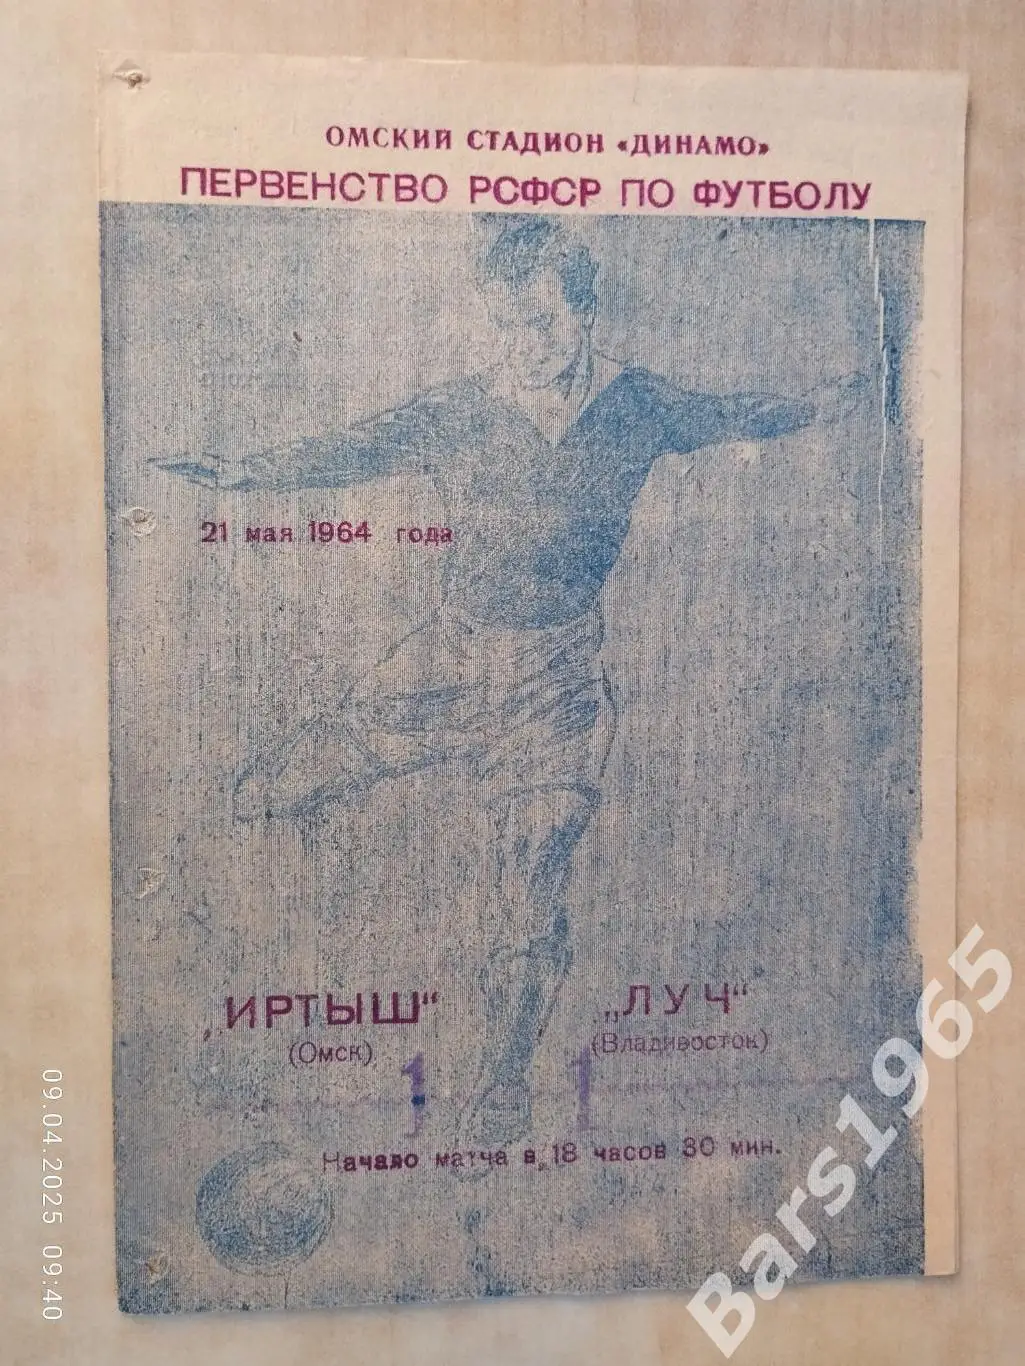 ОМСКИЙ СТАДИОН «ДИНАМО»
ПЕРВЕНСТВО РСФСР ПО ФУТБОЛУ
21 мая 1964 года
„ИРТЫШ“
(Омск)
1
„ЛУЧ“
(Владивосток)
1
Начало матча в 18 часов 30 мин.
09.04.2025 09:40
Bars1965